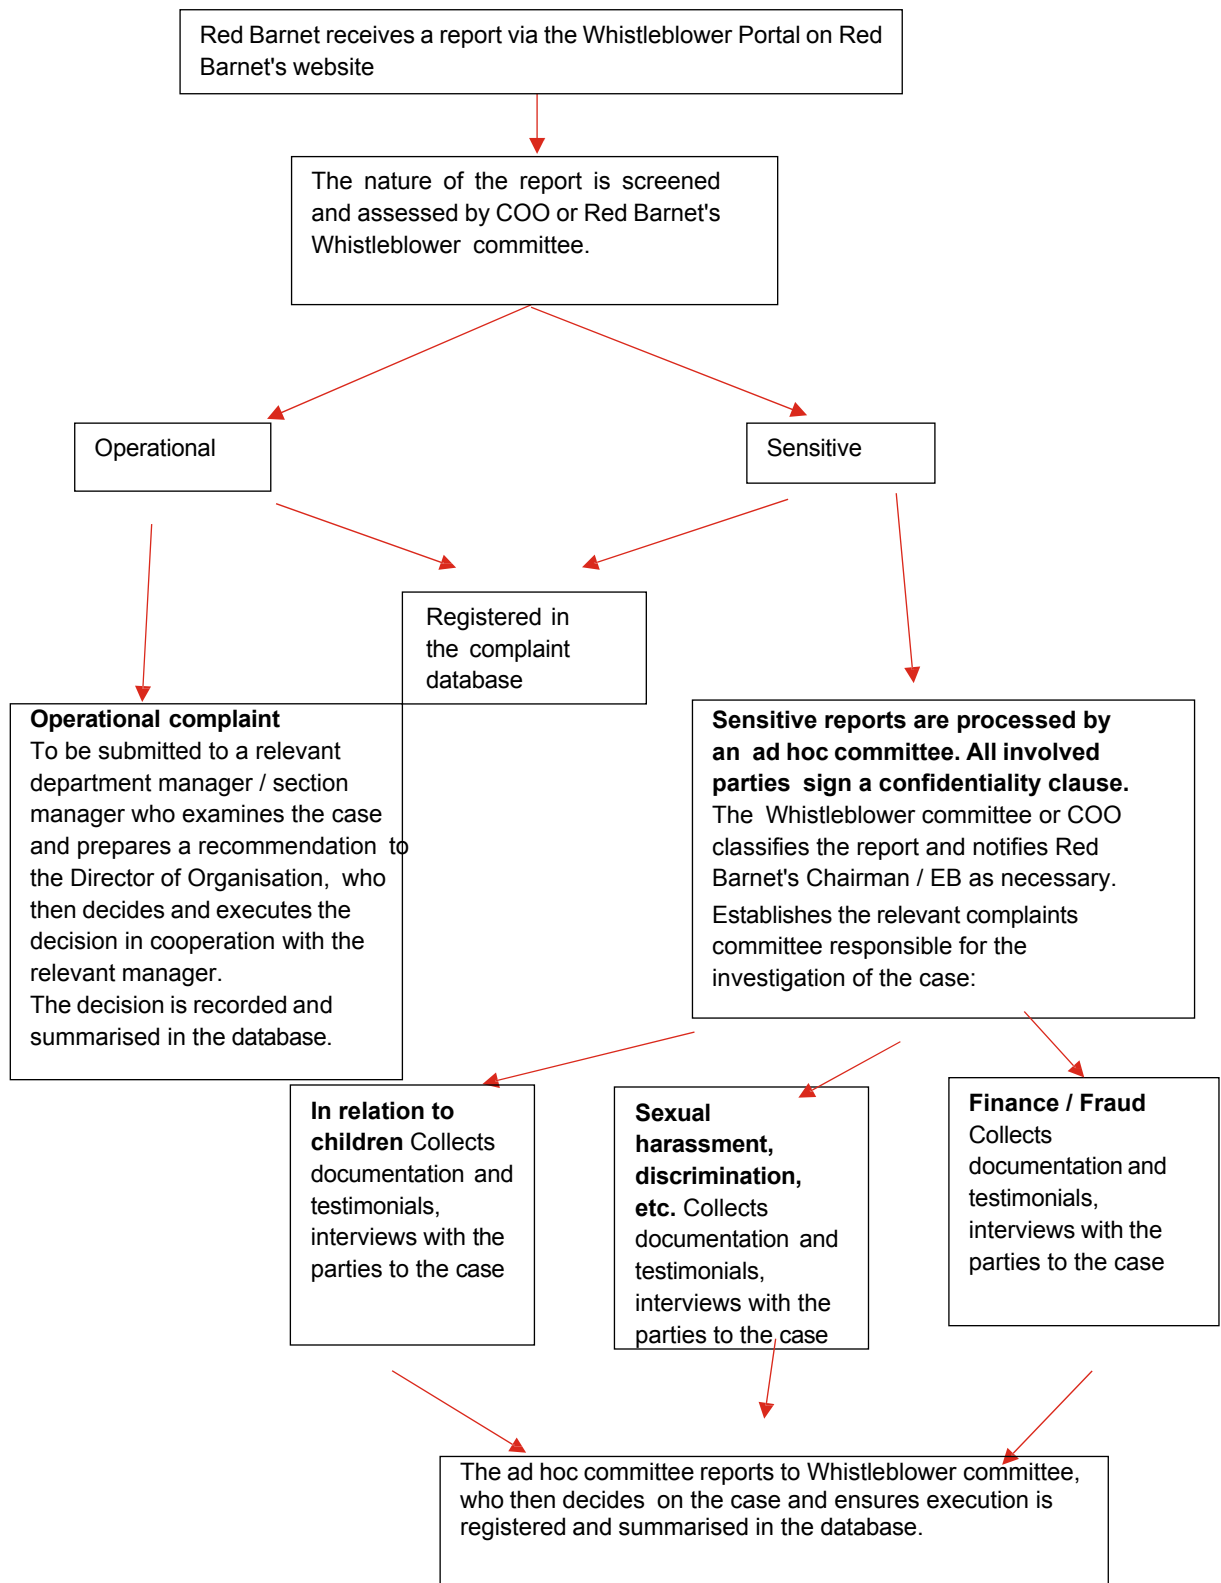 Red Barnet receives a report via the Whistleblower Portal on Red
Barnet's website
The nature of the report is screened
and assessed by COO or Red Barnet's
Whistleblower committee.
Operational
Sensitive
Registered in
the complaint
database
Operational complaint
To be submitted to a relevant
department manager / section
manager who examines the case
and prepares a recommendation to
the Director of Organisation, who
then decides and executes the
decision in cooperation with the
relevant manager.
The decision is recorded and
summarised in the database.
Sensitive reports are processed by
an ad hoc committee. All involved
parties sign a confidentiality clause.
The Whistleblower committee or COO
classifies the report and notifies Red
Barnet's Chairman / EB as necessary.
Establishes the relevant complaints
committee responsible for the
investigation of the case:
In relation to
children Collects
documentation and
testimonials,
interviews with the
parties to the case
Sexual
harassment,
discrimination,
etc. Collects
documentation and
testimonials,
interviews with the
parties to the case
Finance / Fraud
Collects
documentation and
testimonials,
interviews with the
parties to the case
The ad hoc committee reports to Whistleblower committee,
who then decides on the case and ensures execution is
registered and summarised in the database.